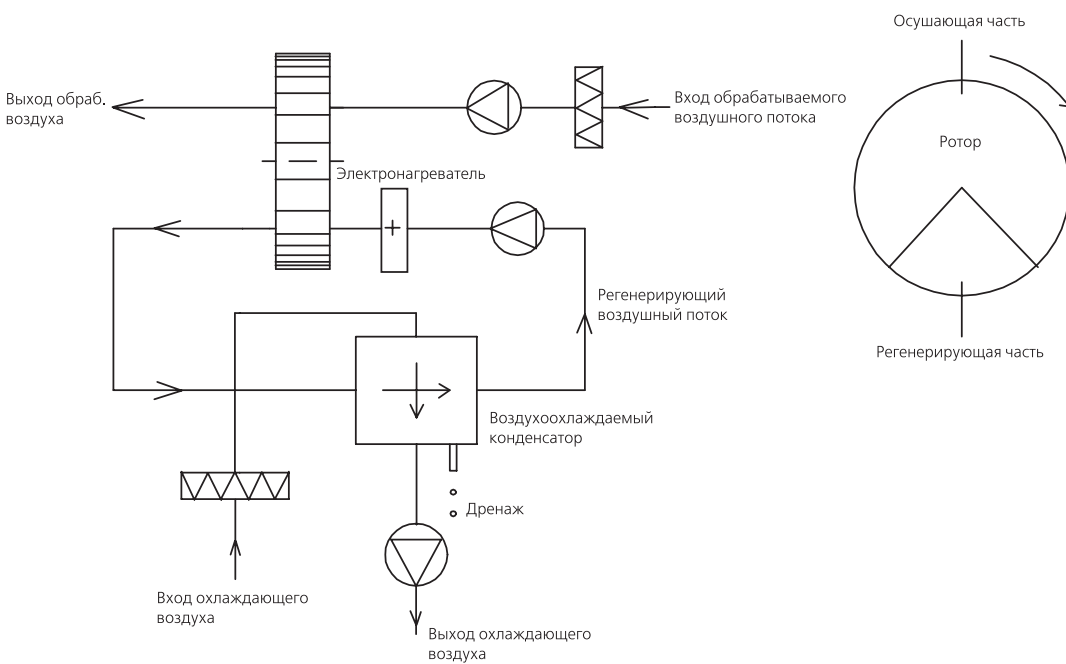 Осушающая часть
Выход обраб.
воздуха
Вход обрабатываемого
воздушного потока
Ротор
Электронагреватель
Регенерирующий
воздушный поток
Регенерирующая часть
Воздухоохлаждаемый
конденсатор
Дренаж
Вход охлаждающего
воздуха
Выход охлаждающего
воздуха